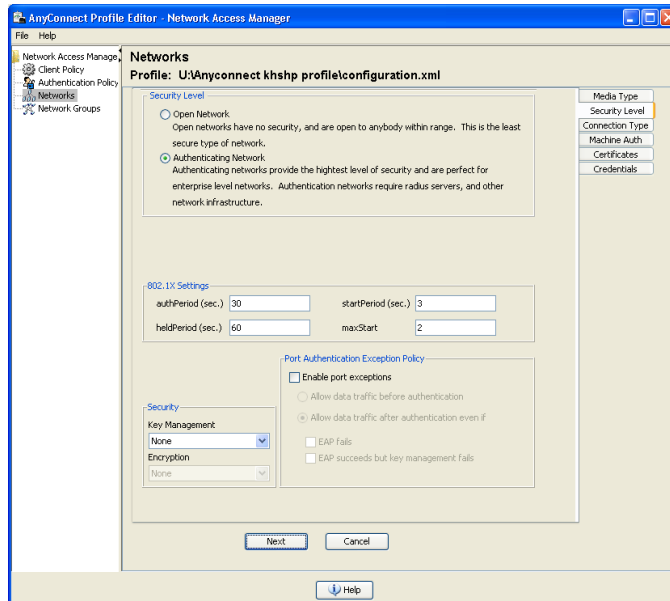 AnyConnect Profile Editor - Network Access Manager
File Help
Network Access Manage
Client Policy
Authentication Policy
Networks
Network Groups
Networks
Profile: U:\Anyconnect khshp profile\configuration.xml
Media Type
Security Level
Connection Type
Machine Auth
Certificates
Credentials
Security Level
Open Network
Open networks have no security, and are open to anybody within range. This is the least
secure type of network.
Authenticating Network
Authenticating networks provide the highest level of security and are perfect for
enterprise level networks. Authentication networks require radius servers, and other
network infrastructure.
802.1X Settings
authPeriod (sec.) 30 startPeriod (sec.) 3
heldPeriod (sec.) 60 maxStart 2
Port Authentication Exception Policy
Enable port exceptions
Allow data traffic before authentication
Allow data traffic after authentication even if
EAP fails
EAP succeeds but key management fails
Security
Key Management
None
Encryption
None
Next Cancel
Help